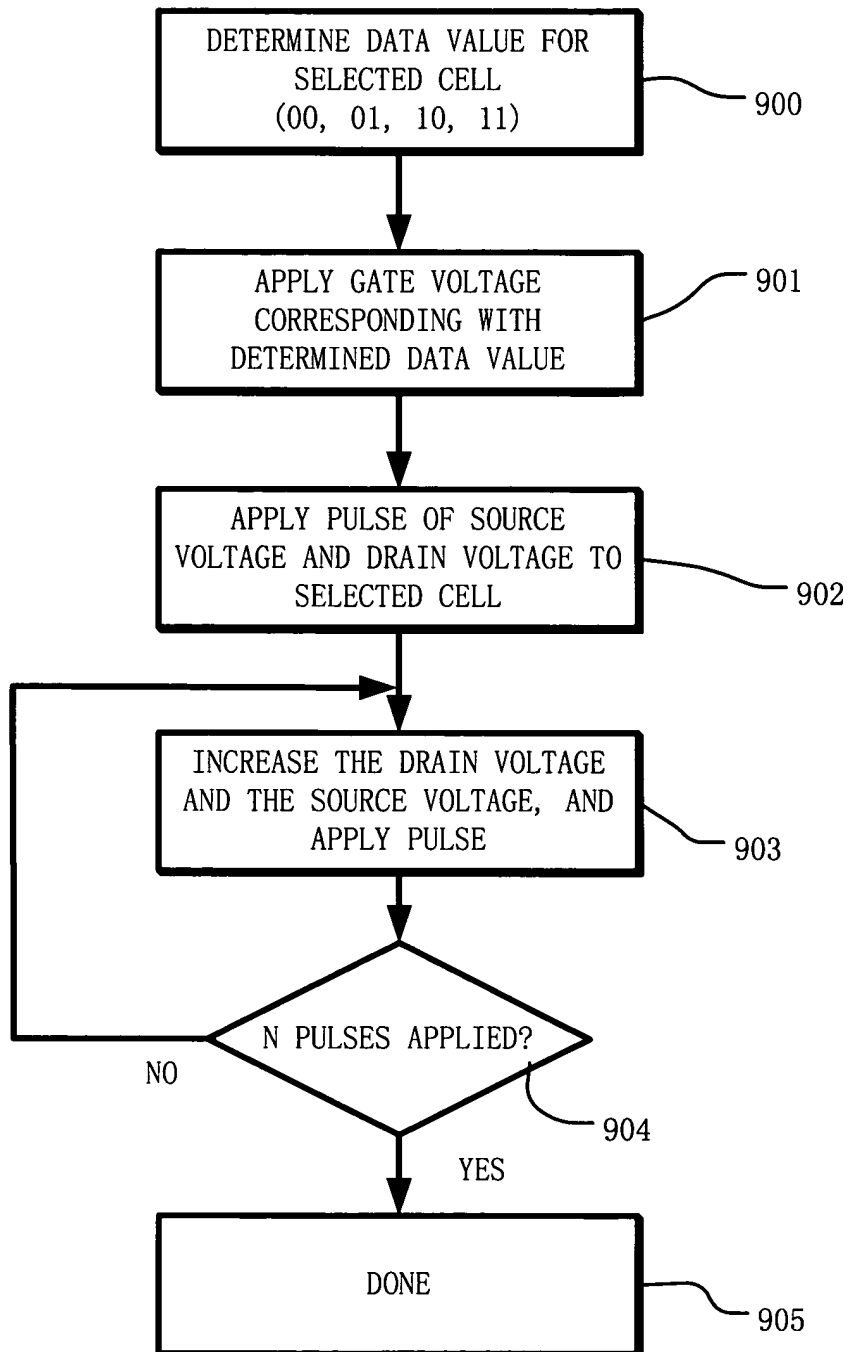 DETERMINE DATA VALUE FOR
SELECTED CELL
(00, 01, 10, 11)
900
APPLY GATE VOLTAGE
CORRESPONDING WITH
DETERMINED DATA VALUE
901
APPLY PULSE OF SOURCE
VOLTAGE AND DRAIN VOLTAGE TO
SELECTED CELL
902
INCREASE THE DRAIN VOLTAGE
AND THE SOURCE VOLTAGE, AND
APPLY PULSE
903
N PULSES APPLIED?
NO
904
YES
DONE
905